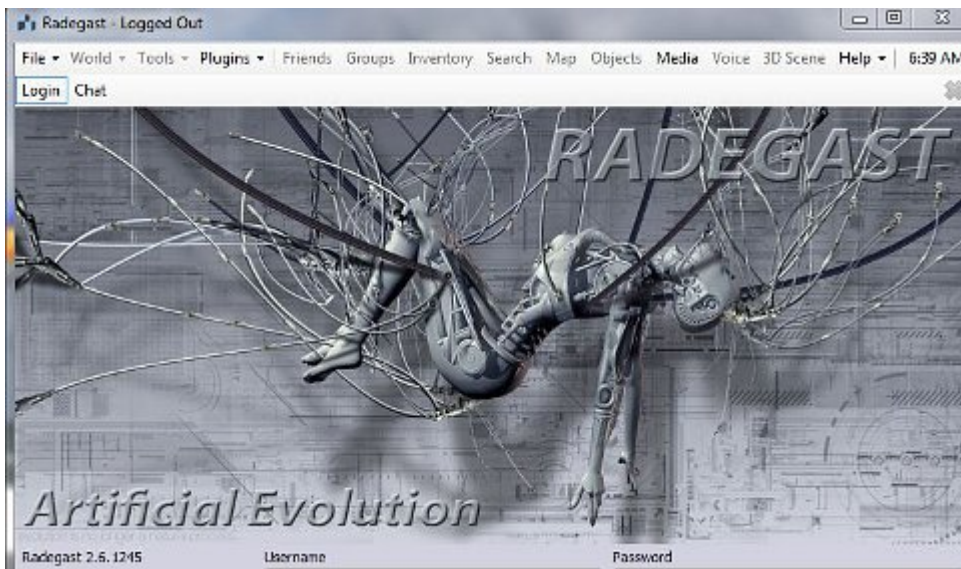 Radegast - Logged Out
File World Tools Plugins Friends Groups Inventory Search Map Objects Media Voice 3D Scene Help 6:39 AM
Login Chat
RADEGAST
Artificial Evolution
Radegast 2.6.1245 Username Password